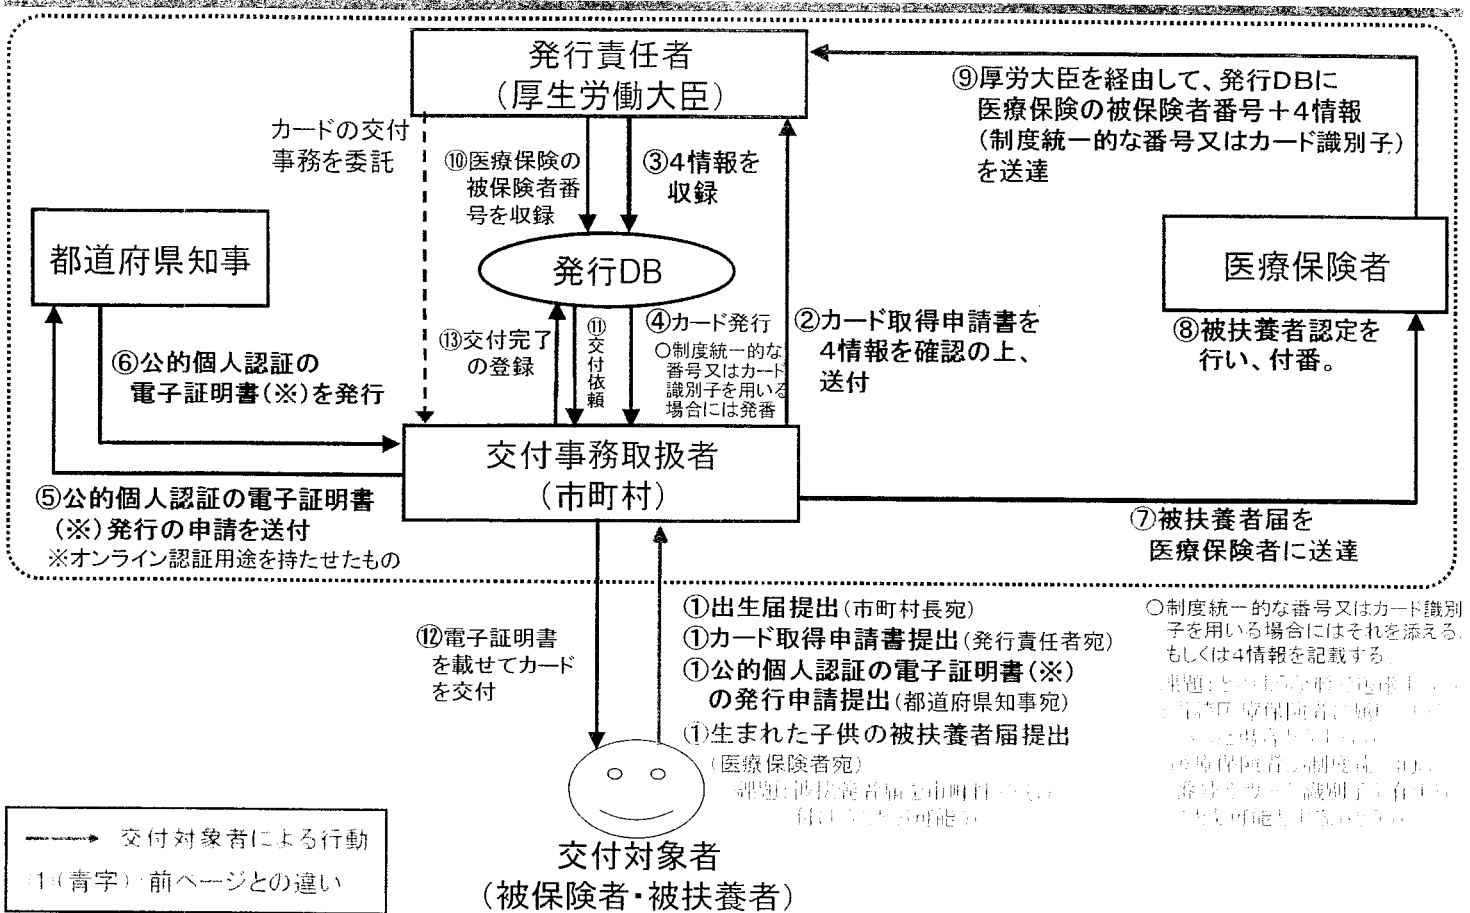 発行責任者
（厚生労働大臣）
カードの交付
事務を委託
⑩医療保険の
被保険者番
号を収録
③4情報を
収録
⑨厚労大臣を経由して、発行DBに
医療保険の被保険者番号＋4情報
（制度統一的な番号又はカード識別子）
を送達
都道府県知事
発行DB
医療保険者
⑥公的個人認証の
電子証明書（※）を発行
⑬交付完了
の登録
⑪交付依頼
④カード発行
○制度統一的な
番号又はカード
識別子を用いる
場合には発番
②カード取得申請書を
4情報を確認の上、
送付
⑧被扶養者認定を
行い、付番。
交付事務取扱者
（市町村）
⑤公的個人認証の電子証明書
（※）発行の申請を送付
※オンライン認証用途を持たせたもの
⑦被扶養者届を
医療保険者に送達
⑫電子証明書
を載せてカード
を交付
①出生届提出（市町村長宛）
①カード取得申請書提出（発行責任者宛）
①公的個人認証の電子証明書（※）
の発行申請提出（都道府県知事宛）
①生まれた子供の被扶養者届提出
（医療保険者宛）
○制度統一的な番号又はカード識別
子を用いる場合にはそれを添える。
もしくは4情報を記載する
交付対象者
（被保険者・被扶養者）
交付対象者による行動
（青字） 前ページとの違い